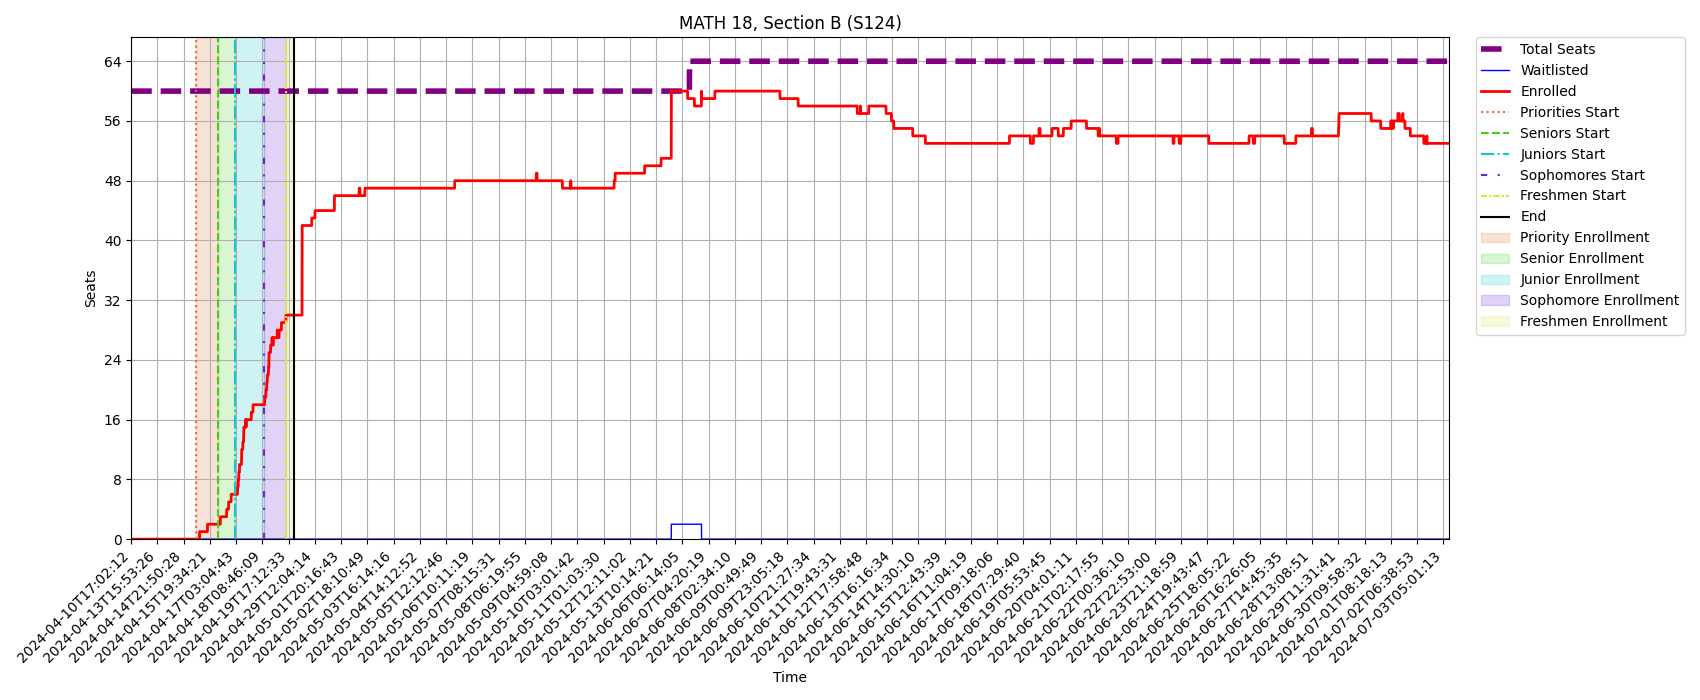 MATH 18, Section B (S124)
Seats
64
56
48
40
32
24
16
8
0
Total Seats
Waitlisted
Enrolled
Priorities Start
Seniors Start
Juniors Start
Sophomores Start
Freshmen Start
End
Priority Enrollment
Senior Enrollment
Junior Enrollment
Sophomore Enrollment
Freshmen Enrollment
2024-04-10T17:02:12
2024-04-13T15:53:26
2024-04-14T21:50:28
2024-04-15T19:34:21
2024-04-17T03:04:43
2024-04-18T08:46:09
2024-04-19T17:12:33
2024-04-29T12:04:14
2024-05-01T20:16:43
2024-05-02T18:10:49
2024-05-03T16:14:16
2024-05-04T14:12:52
2024-05-05T12:12:46
2024-05-06T10:11:19
2024-05-07T08:15:31
2024-05-08T06:19:55
2024-05-09T04:59:08
2024-05-10T03:01:42
2024-05-11T01:03:30
2024-05-12T12:11:02
2024-05-13T10:14:21
2024-06-06T06:14:05
2024-06-07T04:20:19
2024-06-08T02:34:10
2024-06-09T00:49:49
2024-06-09T23:05:18
2024-06-10T21:27:34
2024-06-11T19:43:31
2024-06-12T17:58:48
2024-06-13T16:16:34
2024-06-14T14:30:10
2024-06-15T12:43:39
2024-06-16T11:04:19
2024-06-17T09:18:06
2024-06-18T07:29:40
2024-06-19T05:53:45
2024-06-20T04:01:11
2024-06-21T02:17:55
2024-06-22T00:36:10
2024-06-22T22:53:00
2024-06-23T21:18:59
2024-06-24T19:43:47
2024-06-25T18:05:22
2024-06-26T16:26:05
2024-06-27T14:45:35
2024-06-28T13:08:51
2024-06-29T11:31:41
2024-06-30T09:58:32
2024-07-01T08:18:13
2024-07-02T06:38:53
2024-07-03T05:01:13
Time